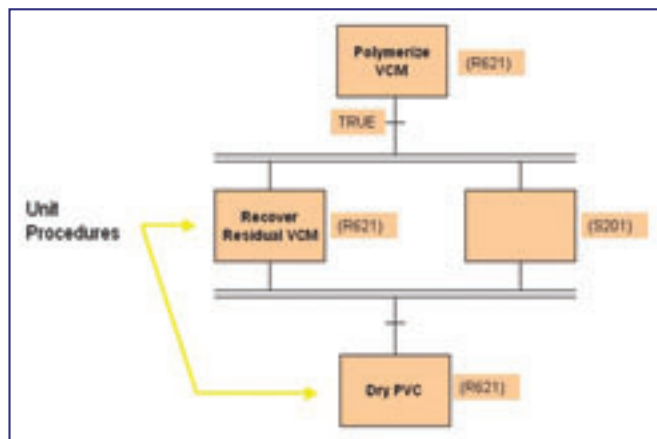 Polymerize
VCM
(R621)
TRUE
Unit
Procedures
Recover
Residual VCM
(R621)
(S201)
Dry PVC
(R621)